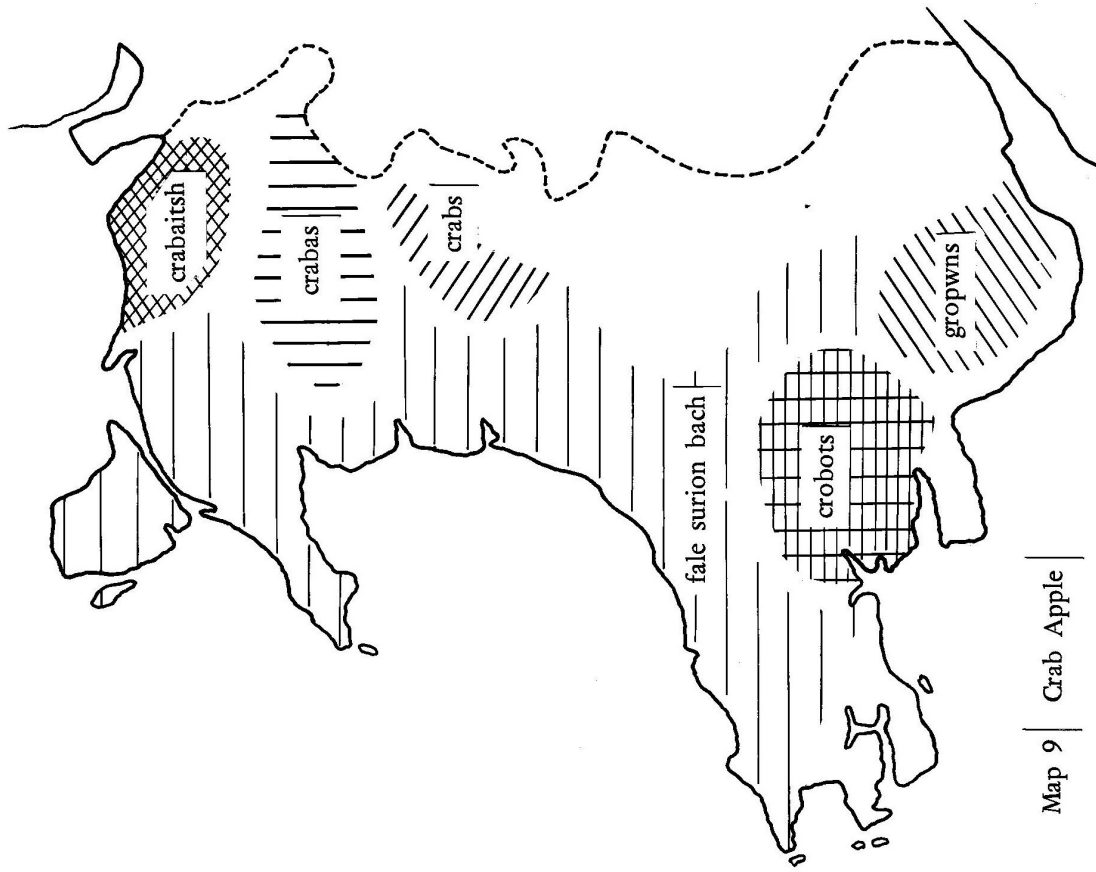 crabaitsh
crabas
crabs
fale surion bach
crobots
gropwns
Map 9 Crab Apple